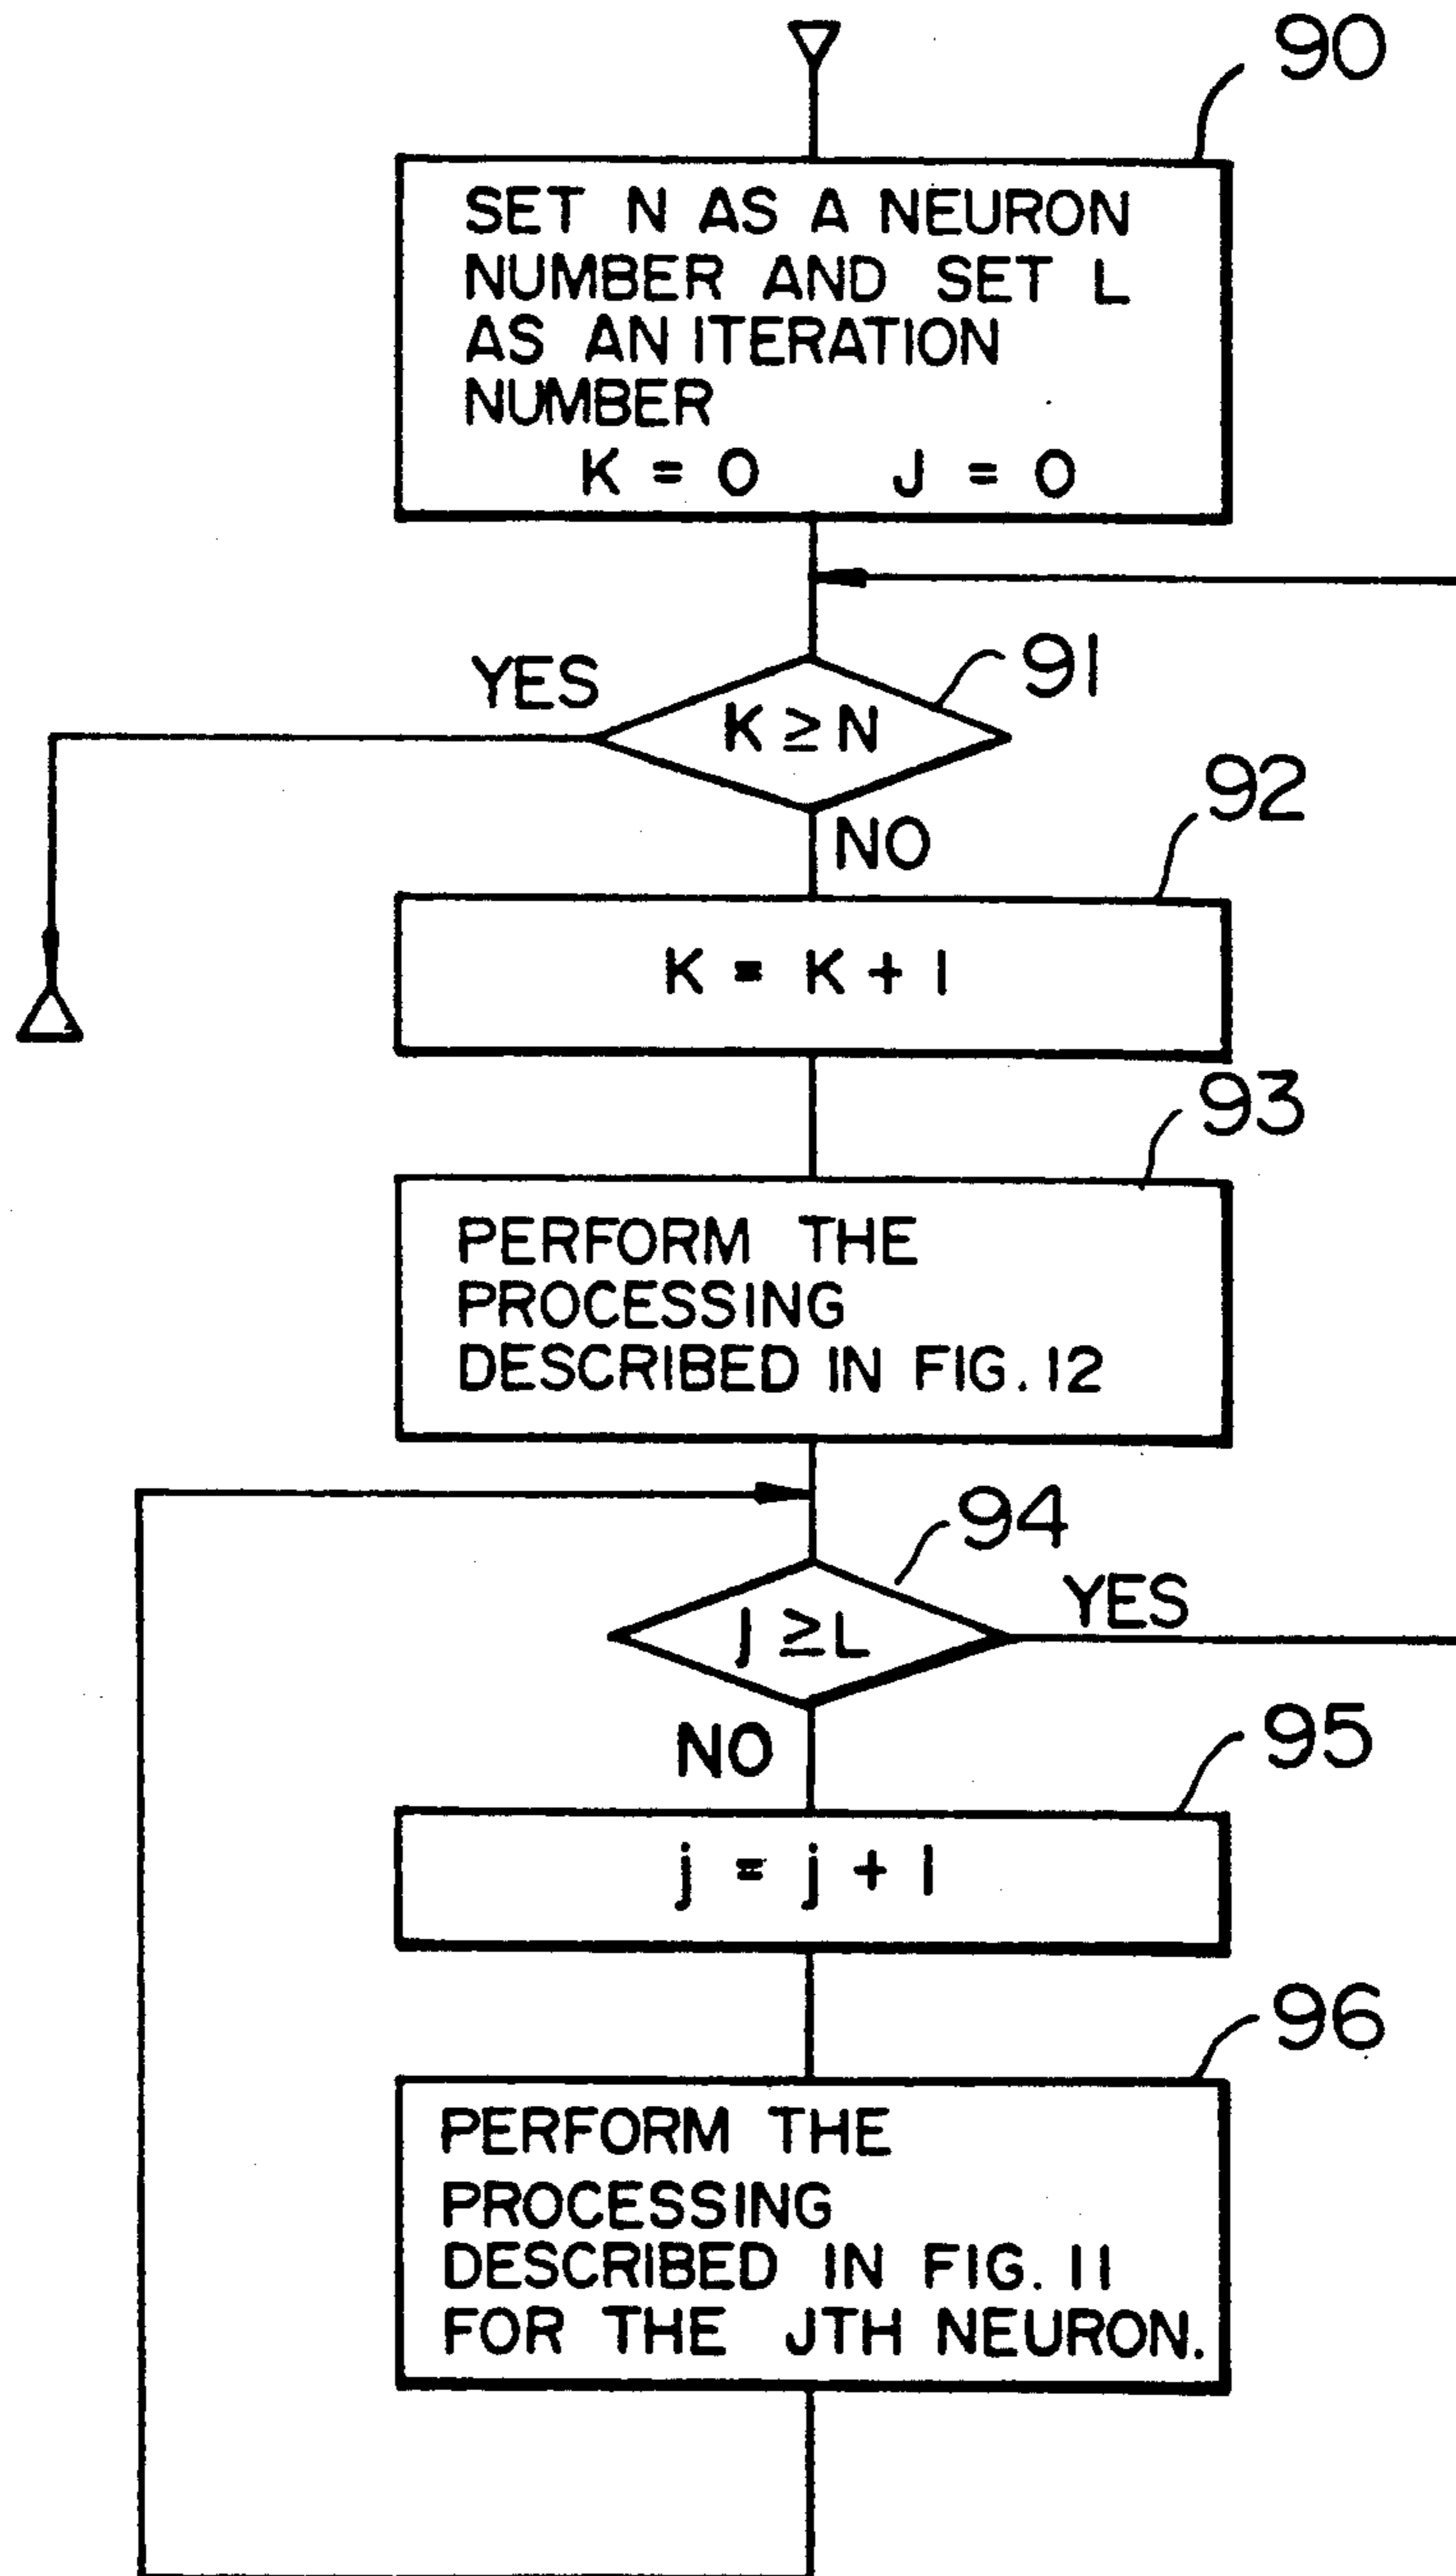 90
SET N AS A NEURON
NUMBER AND SET L
AS AN ITERATION
NUMBER
K = 0 J = 0
91
YES
K ≥ N
92
NO
K = K + 1
93
PERFORM THE
PROCESSING
DESCRIBED IN FIG. 12
94
YES
j ≥ L
NO
95
j = j + 1
96
PERFORM THE
PROCESSING
DESCRIBED IN FIG. 11
FOR THE JTH NEURON.